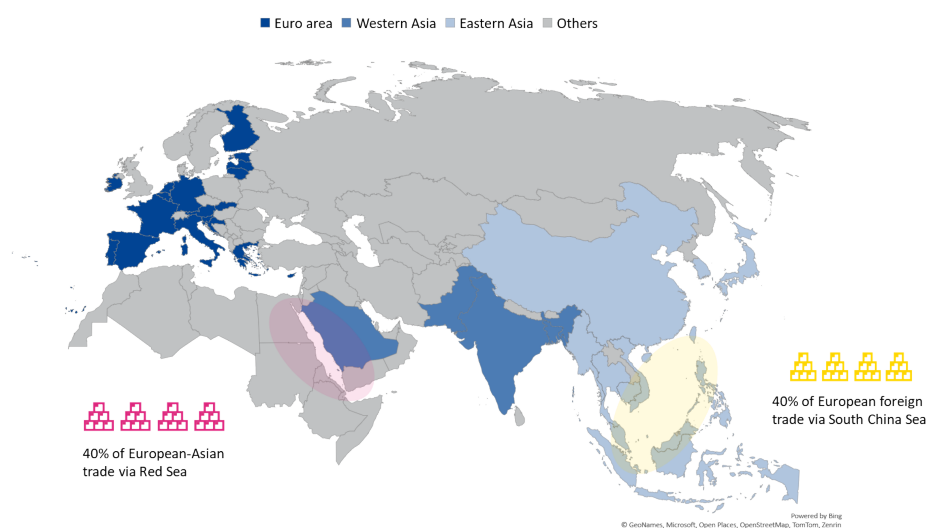 Euro area Western Asia Eastern Asia Others
40% of European foreign
trade via South China Sea
40% of European-Asian
trade via Red Sea
Powered by Bing
© GeoNames, Microsoft, Open Places, OpenStreetMap, TomTom, Zenrin